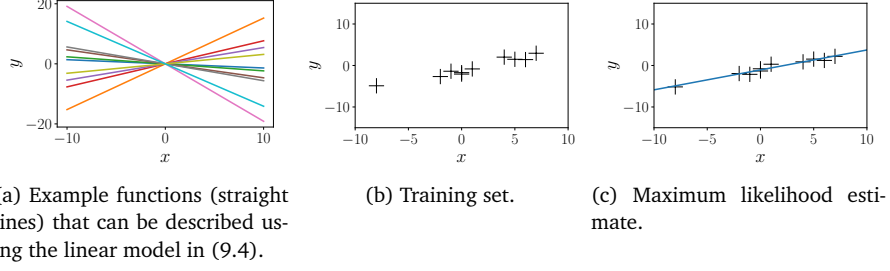 20
0
−20
−10
0
10
y
x
10
0
−10
−10
−5
0
5
10
y
x
10
0
−10
−10
−5
0
5
10
y
x
a) Example functions (straight
ines) that can be described us-
ng the linear model in (9.4).
(b) Training set.
(c) Maximum likelihood esti-
mate.